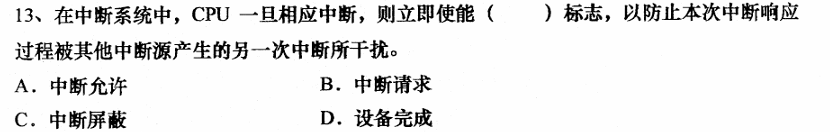 13、在中断系统中，CPU 一旦相应中断，则立即使能（　　）标志，以防止本次中断响应
过程被其他中断源产生的另一次中断所干扰。
A．中断允许　　B．中断请求
C．中断屏蔽　　D．设备完成